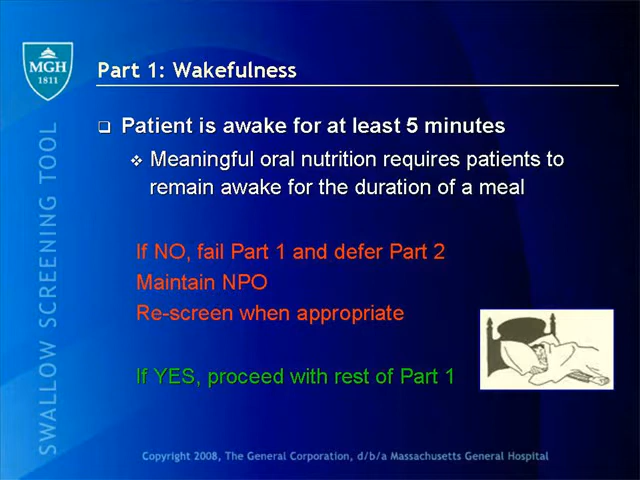 MGH
1811
Part 1: Wakefulness
Patient is awake for at least 5 minutes
Meaningful oral nutrition requires patients to
remain awake for the duration of a meal
If NO, fail Part 1 and defer Part 2
Maintain NPO
Re-screen when appropriate
If YES, proceed with rest of Part 1
SWALLOW SCREENING TOOL
Copyright 2008, The General Corporation, d/b/a Massachusetts General Hospital